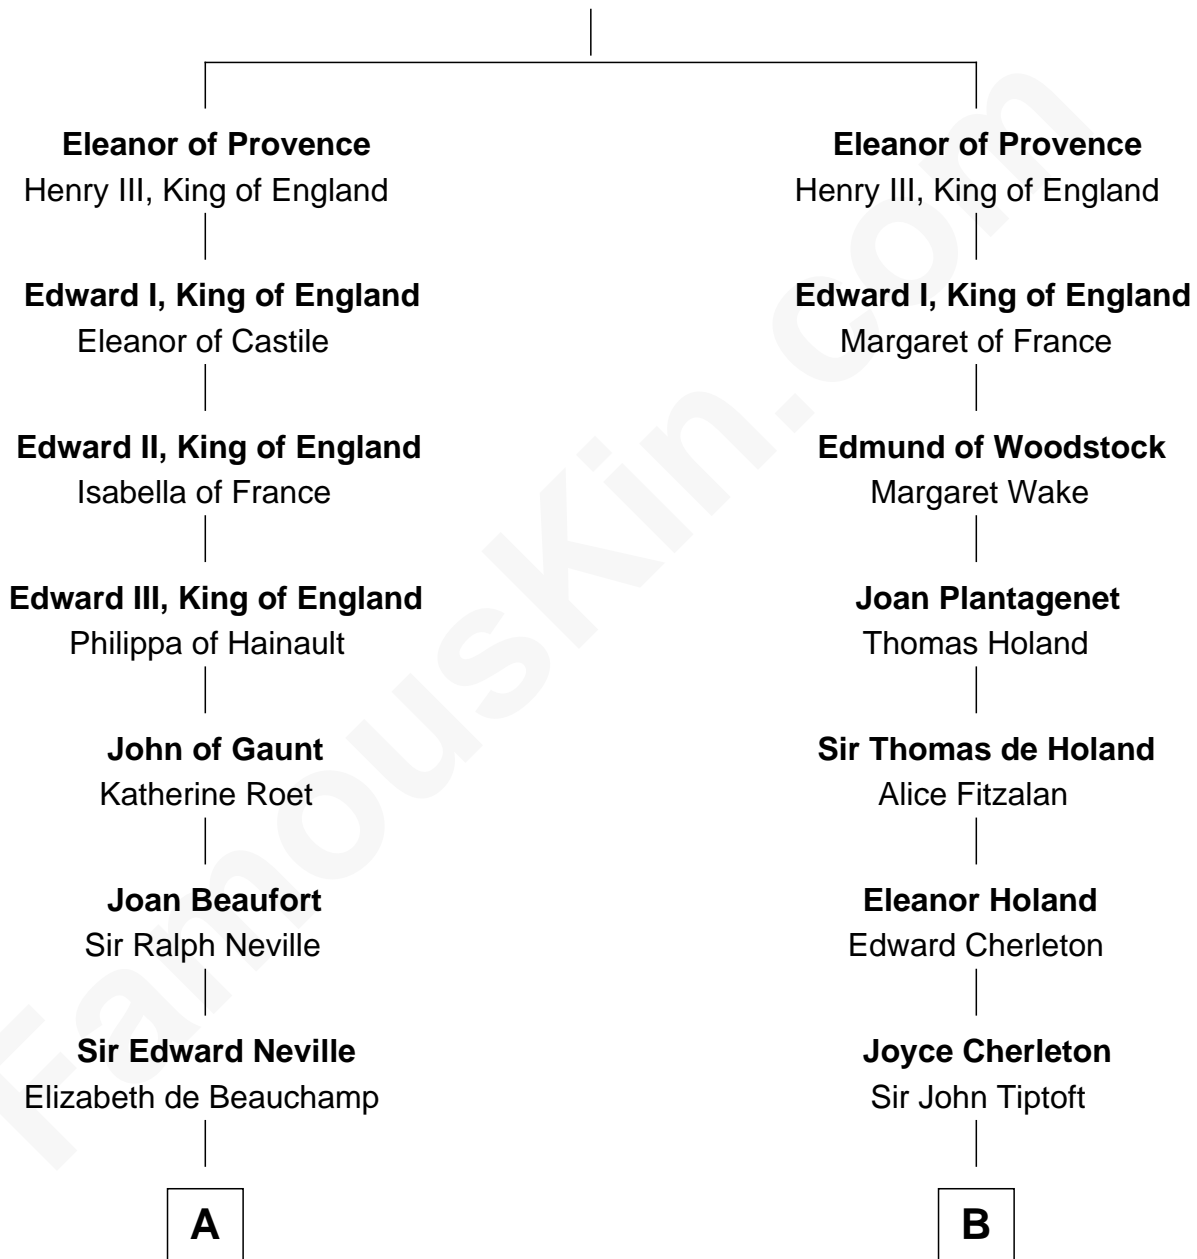 Eleanor of Provence
Henry III, King of England
Edward I, King of England
Eleanor of Castile
Edward II, King of England
Isabella of France
Edward III, King of England
Philippa of Hainault
John of Gaunt
Katherine Roet
Joan Beaufort
Sir Ralph Neville
Sir Edward Neville
Elizabeth de Beauchamp
A
Eleanor of Provence
Henry III, King of England
Edward I, King of England
Margaret of France
Edmund of Woodstock
Margaret Wake
Joan Plantagenet
Thomas Holand
Sir Thomas de Holand
Alice Fitzalan
Eleanor Holand
Edward Cherleton
Joyce Cherleton
Sir John Tiptoft
B
FamousKin.com